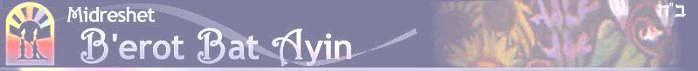 Midreshet
ב"ה
B'erot Bat Ayin